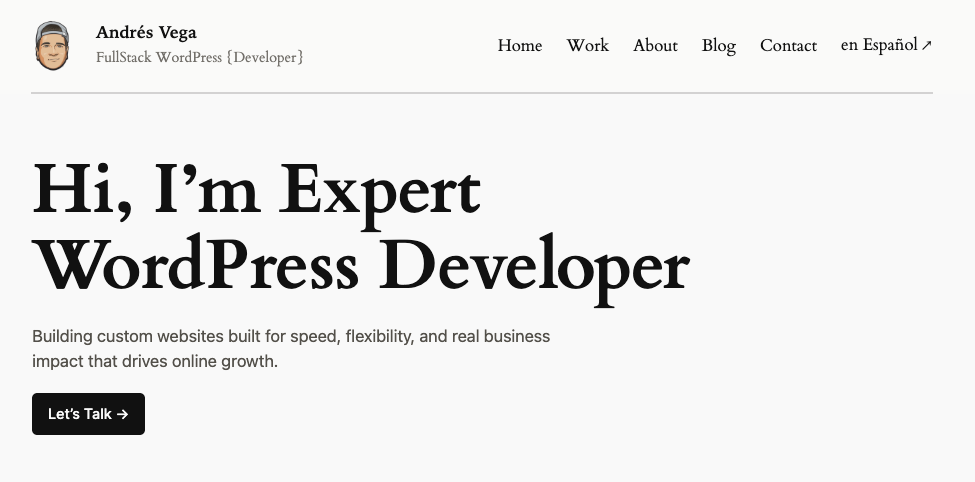 Andrés Vega
FullStack WordPress {Developer}
Home Work About Blog Contact en Español ↗
Hi, I’m Expert
WordPress Developer
Building custom websites built for speed, flexibility, and real business
impact that drives online growth.
Let’s Talk →